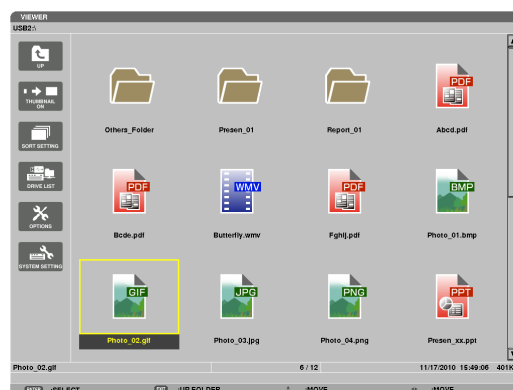 VIEWER
USB2:\
UP
THUMBNAIL
ON
SORT SETTING
DRIVE LIST
OPTIONS
SYSTEM SETTING
Others_Folder
Presen_01
Report_01
PDF
Abcd.pdf
PDF
Bcde.pdf
WMV
Butterfly.wmv
PDF
Fghij.pdf
BMP
Photo_01.bmp
GIF
Photo_02.gif
JPG
Photo_03.jpg
PNG
Photo_04.png
PPT
Presen_xx.ppt
Photo_02.gif 6 / 12 11/17/2010 15:49:06 401K
ENTER :SELECT EXIT :UP FOLDER :MOVE :MOVE